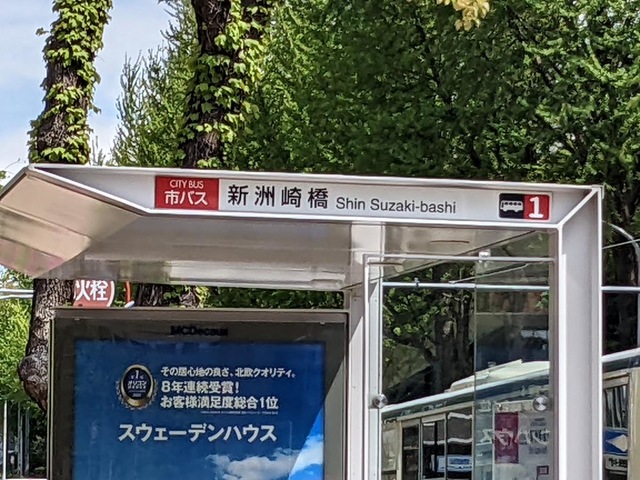 CITY BUS
市バス
新洲崎橋 Shin Suzaki-bashi
1
火栓
MCDecaux
その居心地の良さ、北欧クオリティ。
8年連続受賞!
お客様満足度総合1位
スウェーデンハウス